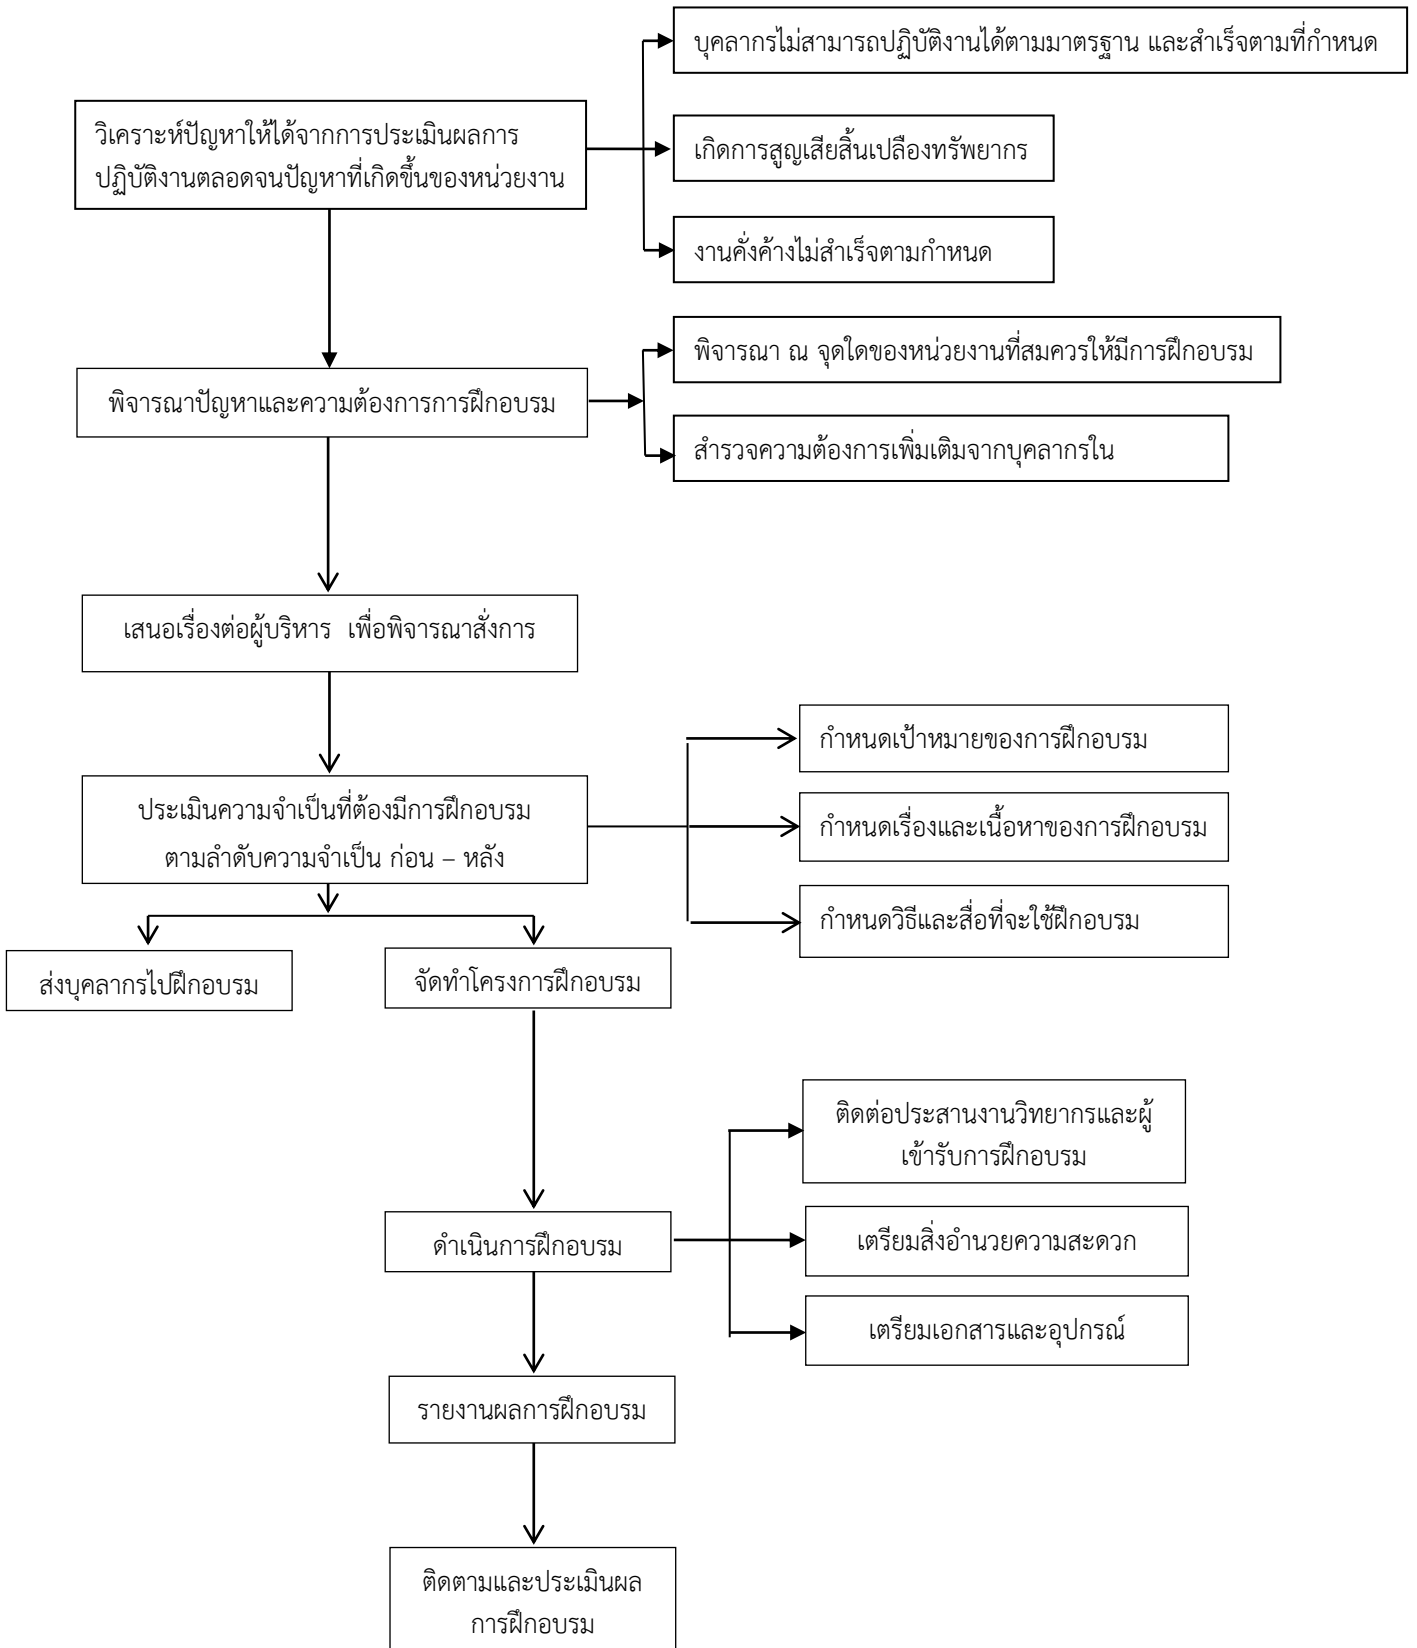 บุคลากรไม่สามารถปฏิบัติงานได้ตามมาตรฐาน และสำเร็จตามที่กำหนด
วิเคราะห์ปัญหาให้ได้จากการประเมินผลการ
ปฏิบัติงานตลอดจนปัญหาที่เกิดขึ้นของหน่วยงาน
เกิดการสูญเสียสิ้นเปลืองทรัพยากร
งานคั่งค้างไม่สำเร็จตามกำหนด
พิจารณา ณ จุดใดของหน่วยงานที่สมควรให้มีการฝึกอบรม
พิจารณาปัญหาและความต้องการการฝึกอบรม
สำรวจความต้องการเพิ่มเติมจากบุคลากรใน
เสนอเรื่องต่อผู้บริหาร เพื่อพิจารณาสั่งการ
กำหนดเป้าหมายของการฝึกอบรม
ประเมินความจำเป็นที่ต้องมีการฝึกอบรม
ตามลำดับความจำเป็น ก่อน – หลัง
กำหนดเรื่องและเนื้อหาของการฝึกอบรม
กำหนดวิธีและสื่อที่จะใช้ฝึกอบรม
ส่งบุคลากรไปฝึกอบรม
จัดทำโครงการฝึกอบรม
ติดต่อประสานงานวิทยากรและผู้
เข้ารับการฝึกอบรม
ดำเนินการฝึกอบรม
เตรียมสิ่งอำนวยความสะดวก
เตรียมเอกสารและอุปกรณ์
รายงานผลการฝึกอบรม
ติดตามและประเมินผล
การฝึกอบรม